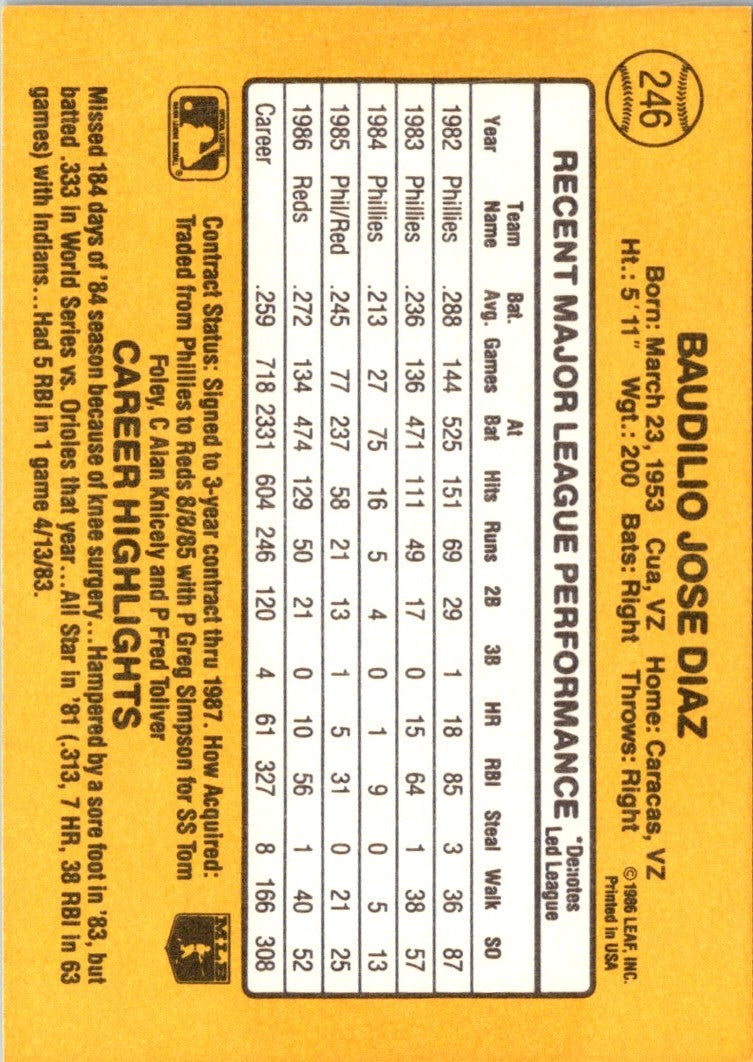 246
BAUDILIO JOSE DIAZ
Born: March 23, 1953 Cua, VZ Home: Caracas, VZ
Ht.: 5'11" Wgt.: 200 Bats: Right Throws: Right
©1986 LEAF, INC.
Printed in USA
RECENT MAJOR LEAGUE PERFORMANCE *Denotes
Led League
Year Team Name Bat. Avg. Games At Bat Hits Runs 2B 3B HR RBI Steal Walk SO
1982 Phillies .288 144 525 151 69 29 1 18 85 3 36 87
1983 Phillies .236 136 471 111 49 17 0 15 64 1 38 57
1984 Phillies .213 27 75 16 5 4 0 1 9 0 5 13
1985 Phil/Red .245 77 237 58 21 13 1 5 31 0 21 25
1986 Reds .272 134 474 129 50 21 0 10 56 1 40 52
Career .259 718 2331 604 246 120 4 61 327 8 166 308
Contract Status: Signed to 3-year contract thru 1987. How Acquired:
Traded from Phillies to Reds 8/8/85 with P Greg Simpson for SS Tom
Foley, C Alan Knicely and P Fred Toliver
MLB
CAREER HIGHLIGHTS
Missed 184 days of '84 season because of knee surgery...Hampered by a sore foot in '83, but
batted .333 in World Series vs. Orioles that year...All Star in '81 (.313, 7 HR, 38 RBI in 63
games) with Indians...Had 5 RBI in 1 game 4/13/83.